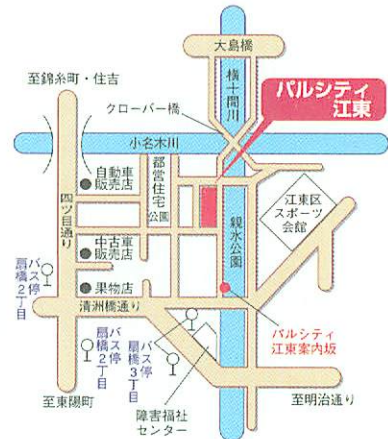 大島橋
至錦糸町・住吉
横十間川
クローバー橋
パルシティ
江東
小名木川
自動車
販売店
都営住宅
公園
四ツ目通り
親水公園
江東区
スポーツ
会館
中古車
販売店
バス停
扇橋2丁目
果物店
清洲橋通り
バス停
扇橋2丁目
バス停
扇橋3丁目
パルシティ
江東案内坂
至東陽町
障害福祉
センター
至明治通り